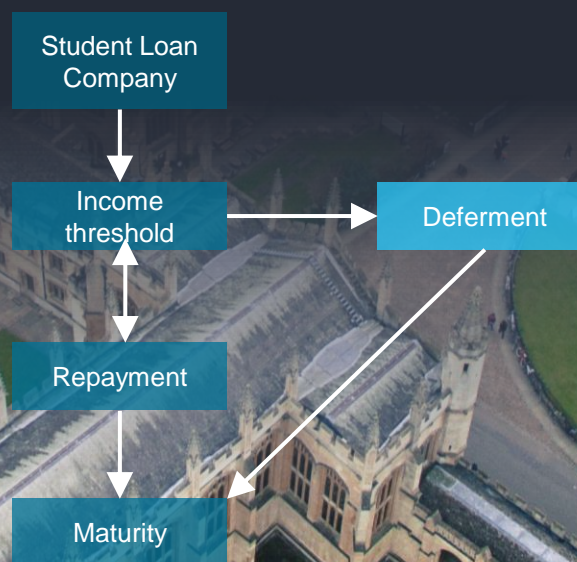 Student Loan
Company
Income
threshold
Deferment
Repayment
Maturity